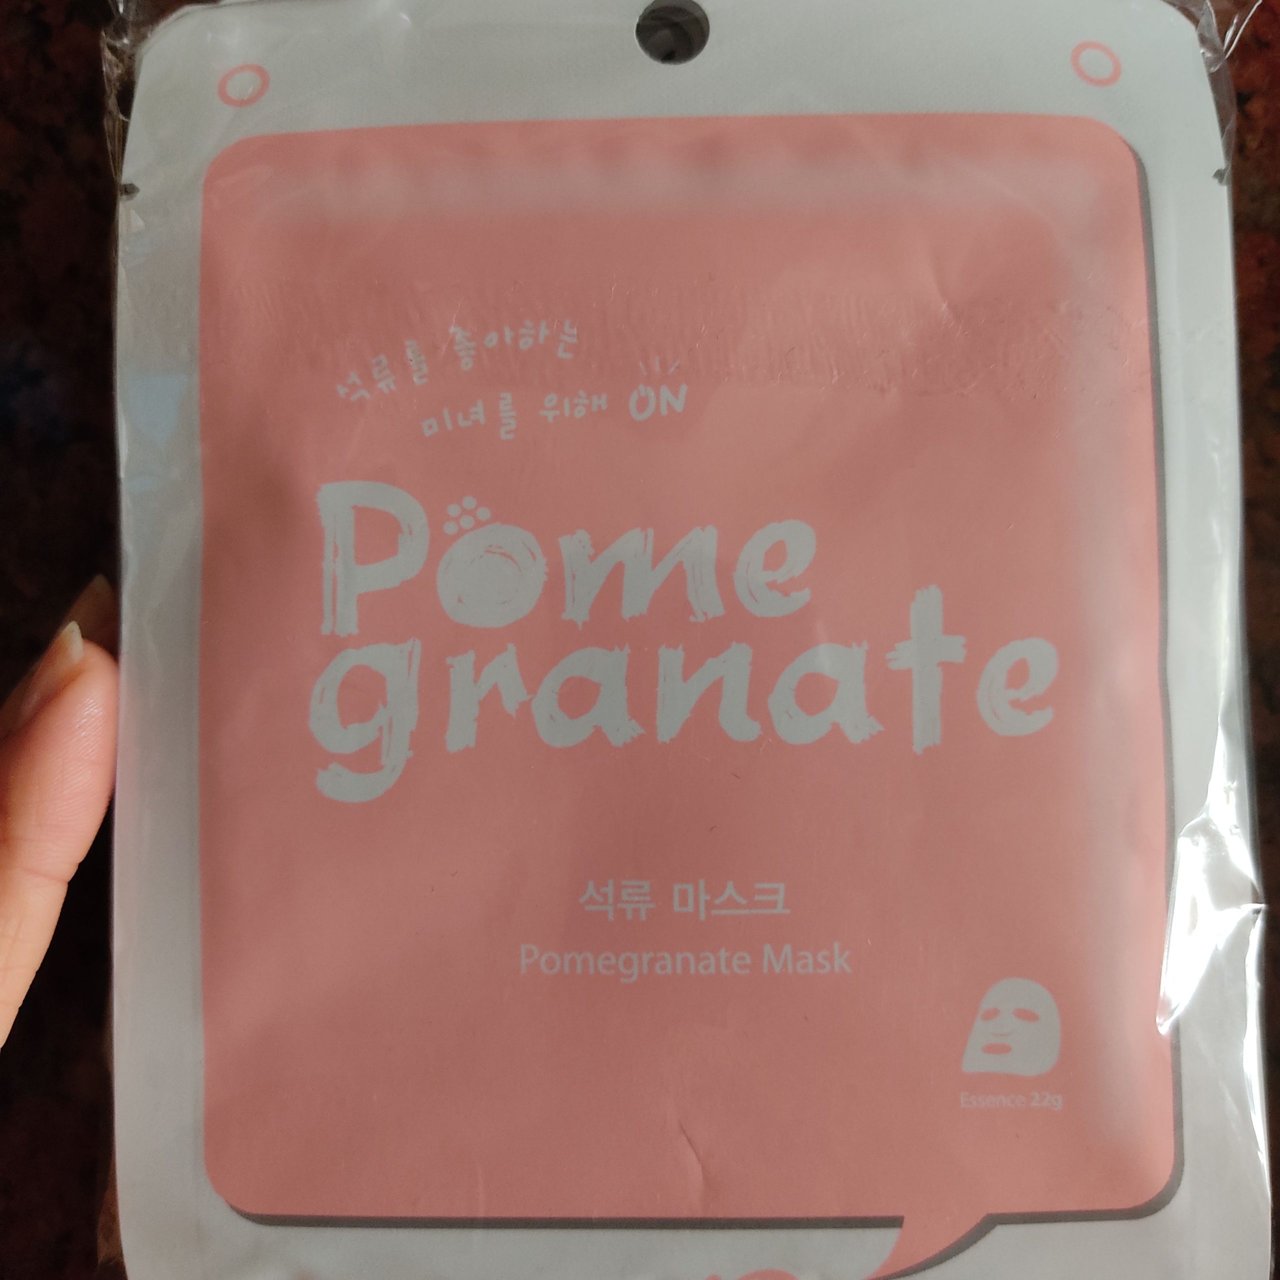 석류를 좋아하는
미녀를 위해 ON
Pome
granate
석류 마스크
Pomegranate Mask
Essence 22g